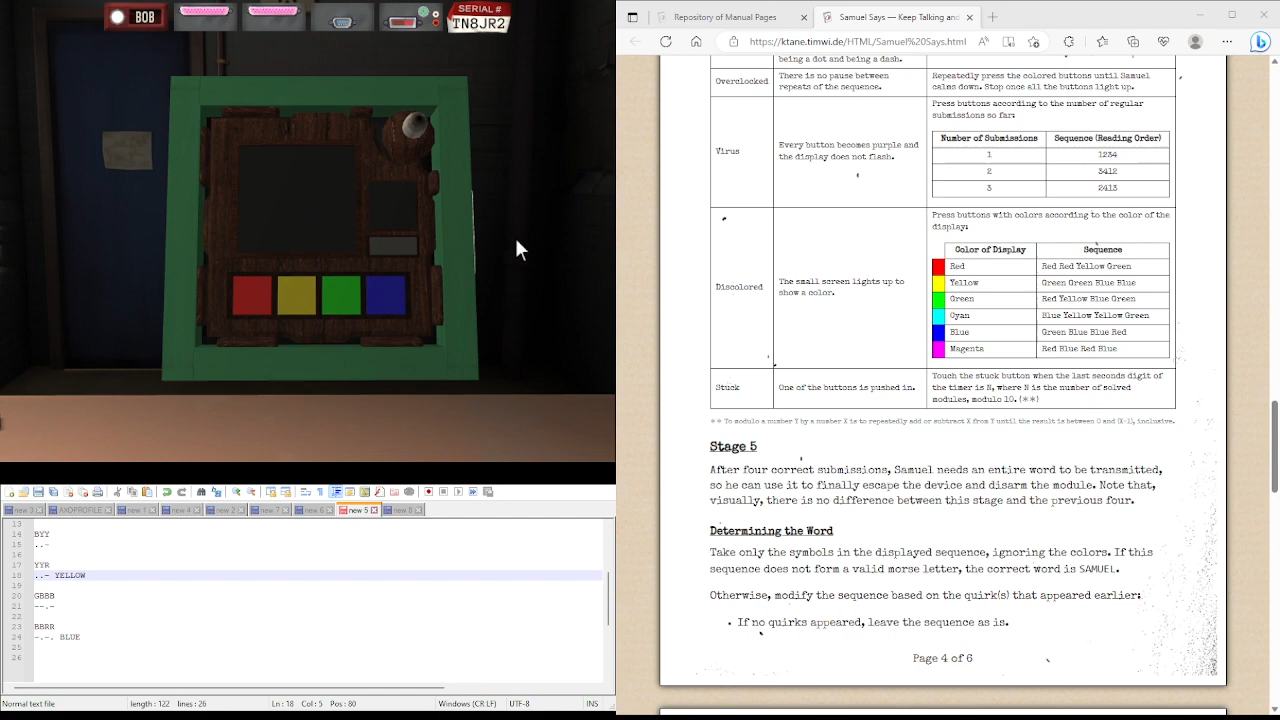 BOB
SERIAL #
TN8JR2
Repository of Manual Pages
Samuel Says — Keep Talking and
https://ktane.timwi.de/HTML/Samuel%20Says.html
being a dot and being a dash.
Overclocked
There is no pause between
repeats of the sequence.
Repeatedly press the colored buttons until Samuel
calms down. Stop once all the buttons light up.
Virus
Every button becomes purple and
the display does not flash.
Press buttons according to the number of regular
submissions so far:
Number of Submissions Sequence (Reading Order)
1 1234
2 3412
3 2413
Discolored
The small screen lights up to
show a color.
Press buttons with colors according to the color of the
display:
Color of Display Sequence
Red Red Red Yellow Green
Yellow Green Green Blue Blue
Green Red Yellow Blue Green
Cyan Blue Yellow Yellow Green
Blue Green Blue Blue Red
Magenta Red Blue Red Blue
Stuck
One of the buttons is pushed in.
Touch the stuck button when the last seconds digit of
the timer is N, where N is the number of solved
modules, modulo 10.(**)
** To modulo a number Y by a number X is to repeatedly add or subtract X from Y until the result is between 0 and (X-1), inclusive.
Stage 5
After four correct submissions, Samuel needs an entire word to be transmitted,
so he can use it to finally escape the device and disarm the module. Note that,
visually, there is no difference between this stage and the previous four.
Determining the Word
Take only the symbols in the displayed sequence, ignoring the colors. If this
sequence does not form a valid morse letter, the correct word is SAMUEL.
Otherwise, modify the sequence based on the quirk(s) that appeared earlier:
• If no quirks appeared, leave the sequence as is.
Page 4 of 6
new 3 AXOPROFILE new 1 new 4 new 2 new 7 new 6 new 5 new 8
13
14 BYY
15 ..-
16
17 YYR
18 ..- YELLOW
19
20 GBBB
21 --.-
22
23 BBRR
24 -.-. BLUE
25
26
Normal text file length : 122 lines : 26 Ln : 18 Col : 5 Pos : 80 Windows (CR LF) UTF-8 INS